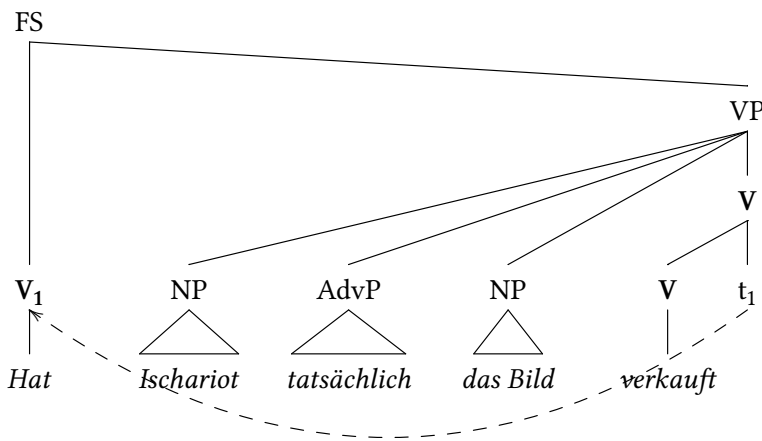 FS
VP
V
V₁ NP AdvP NP V t₁
Hat Ischariot tatsächlich das Bild verkauft